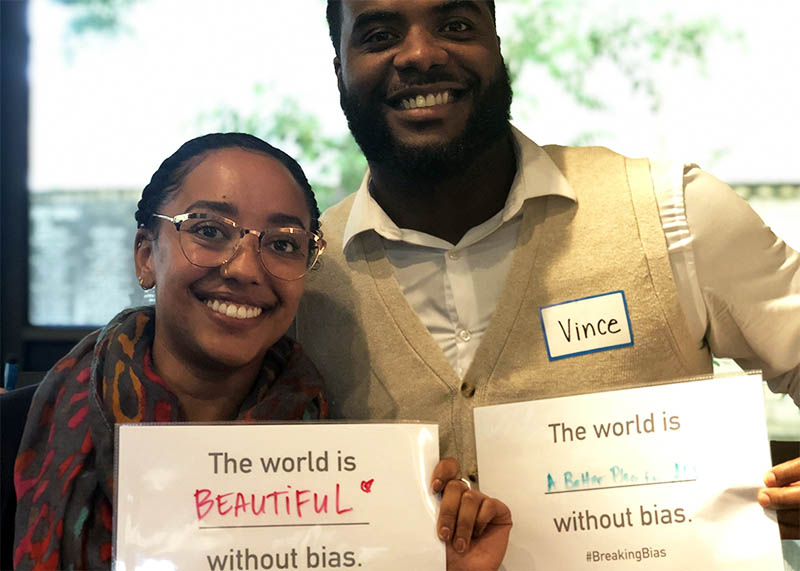 Vince
The world is
BEAUTIFUL
without bias.
The world is
A Better Place
without bias.
#BreakingBias